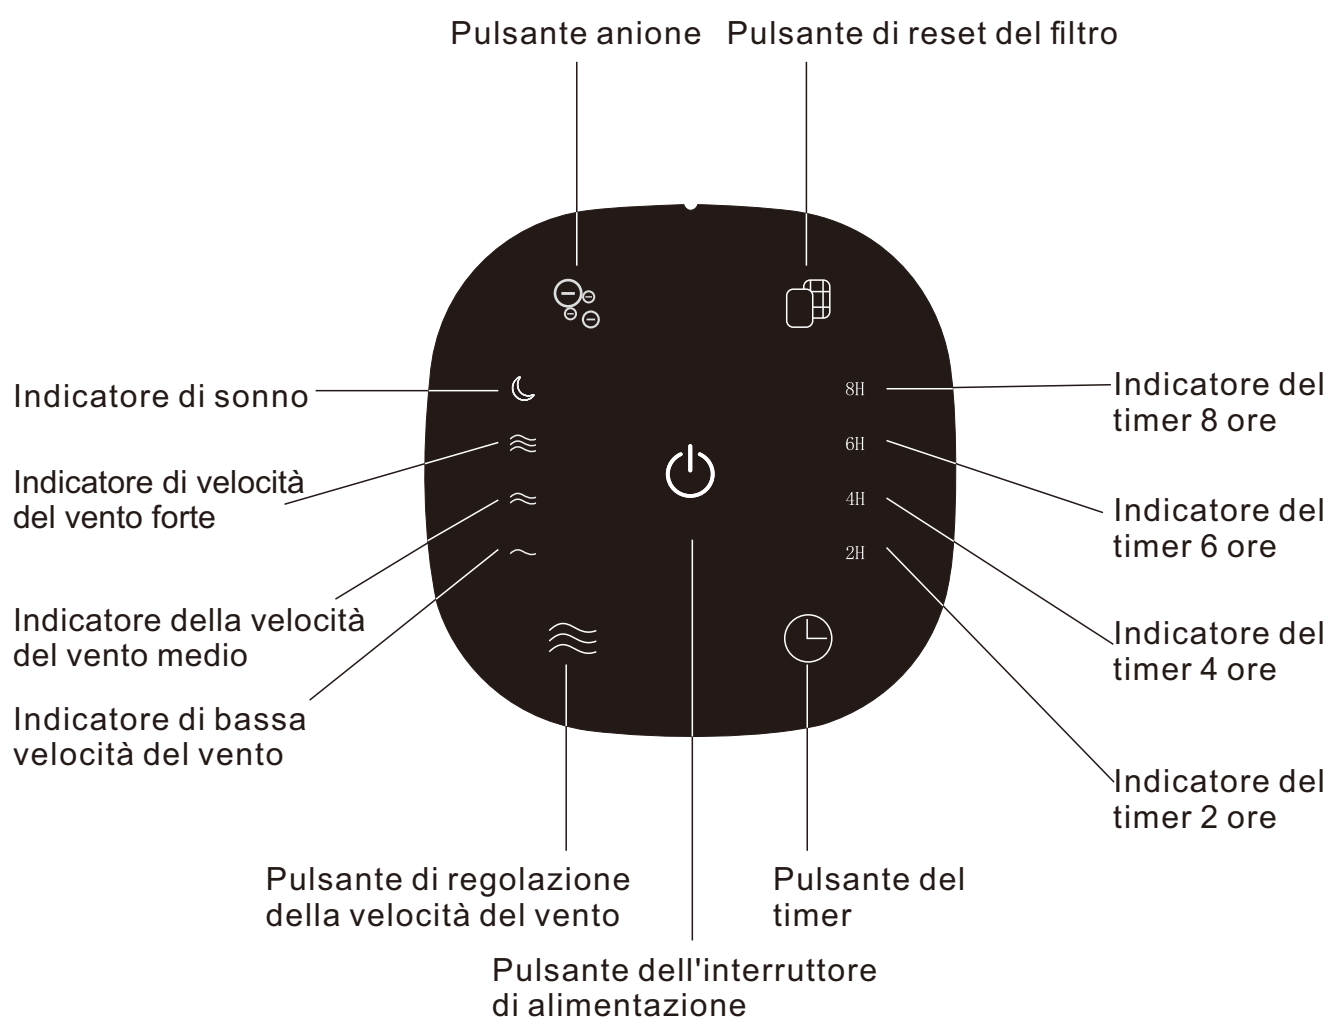 Pulsante anione
Pulsante di reset del filtro
Indicatore di sonno
Indicatore di velocità
del vento forte
Indicatore della velocità
del vento medio
Indicatore di bassa
velocità del vento
8H
6H
4H
2H
Indicatore del
timer 8 ore
Indicatore del
timer 6 ore
Indicatore del
timer 4 ore
Indicatore del
timer 2 ore
Pulsante di regolazione
della velocità del vento
Pulsante del
timer
Pulsante dell'interruttore
di alimentazione